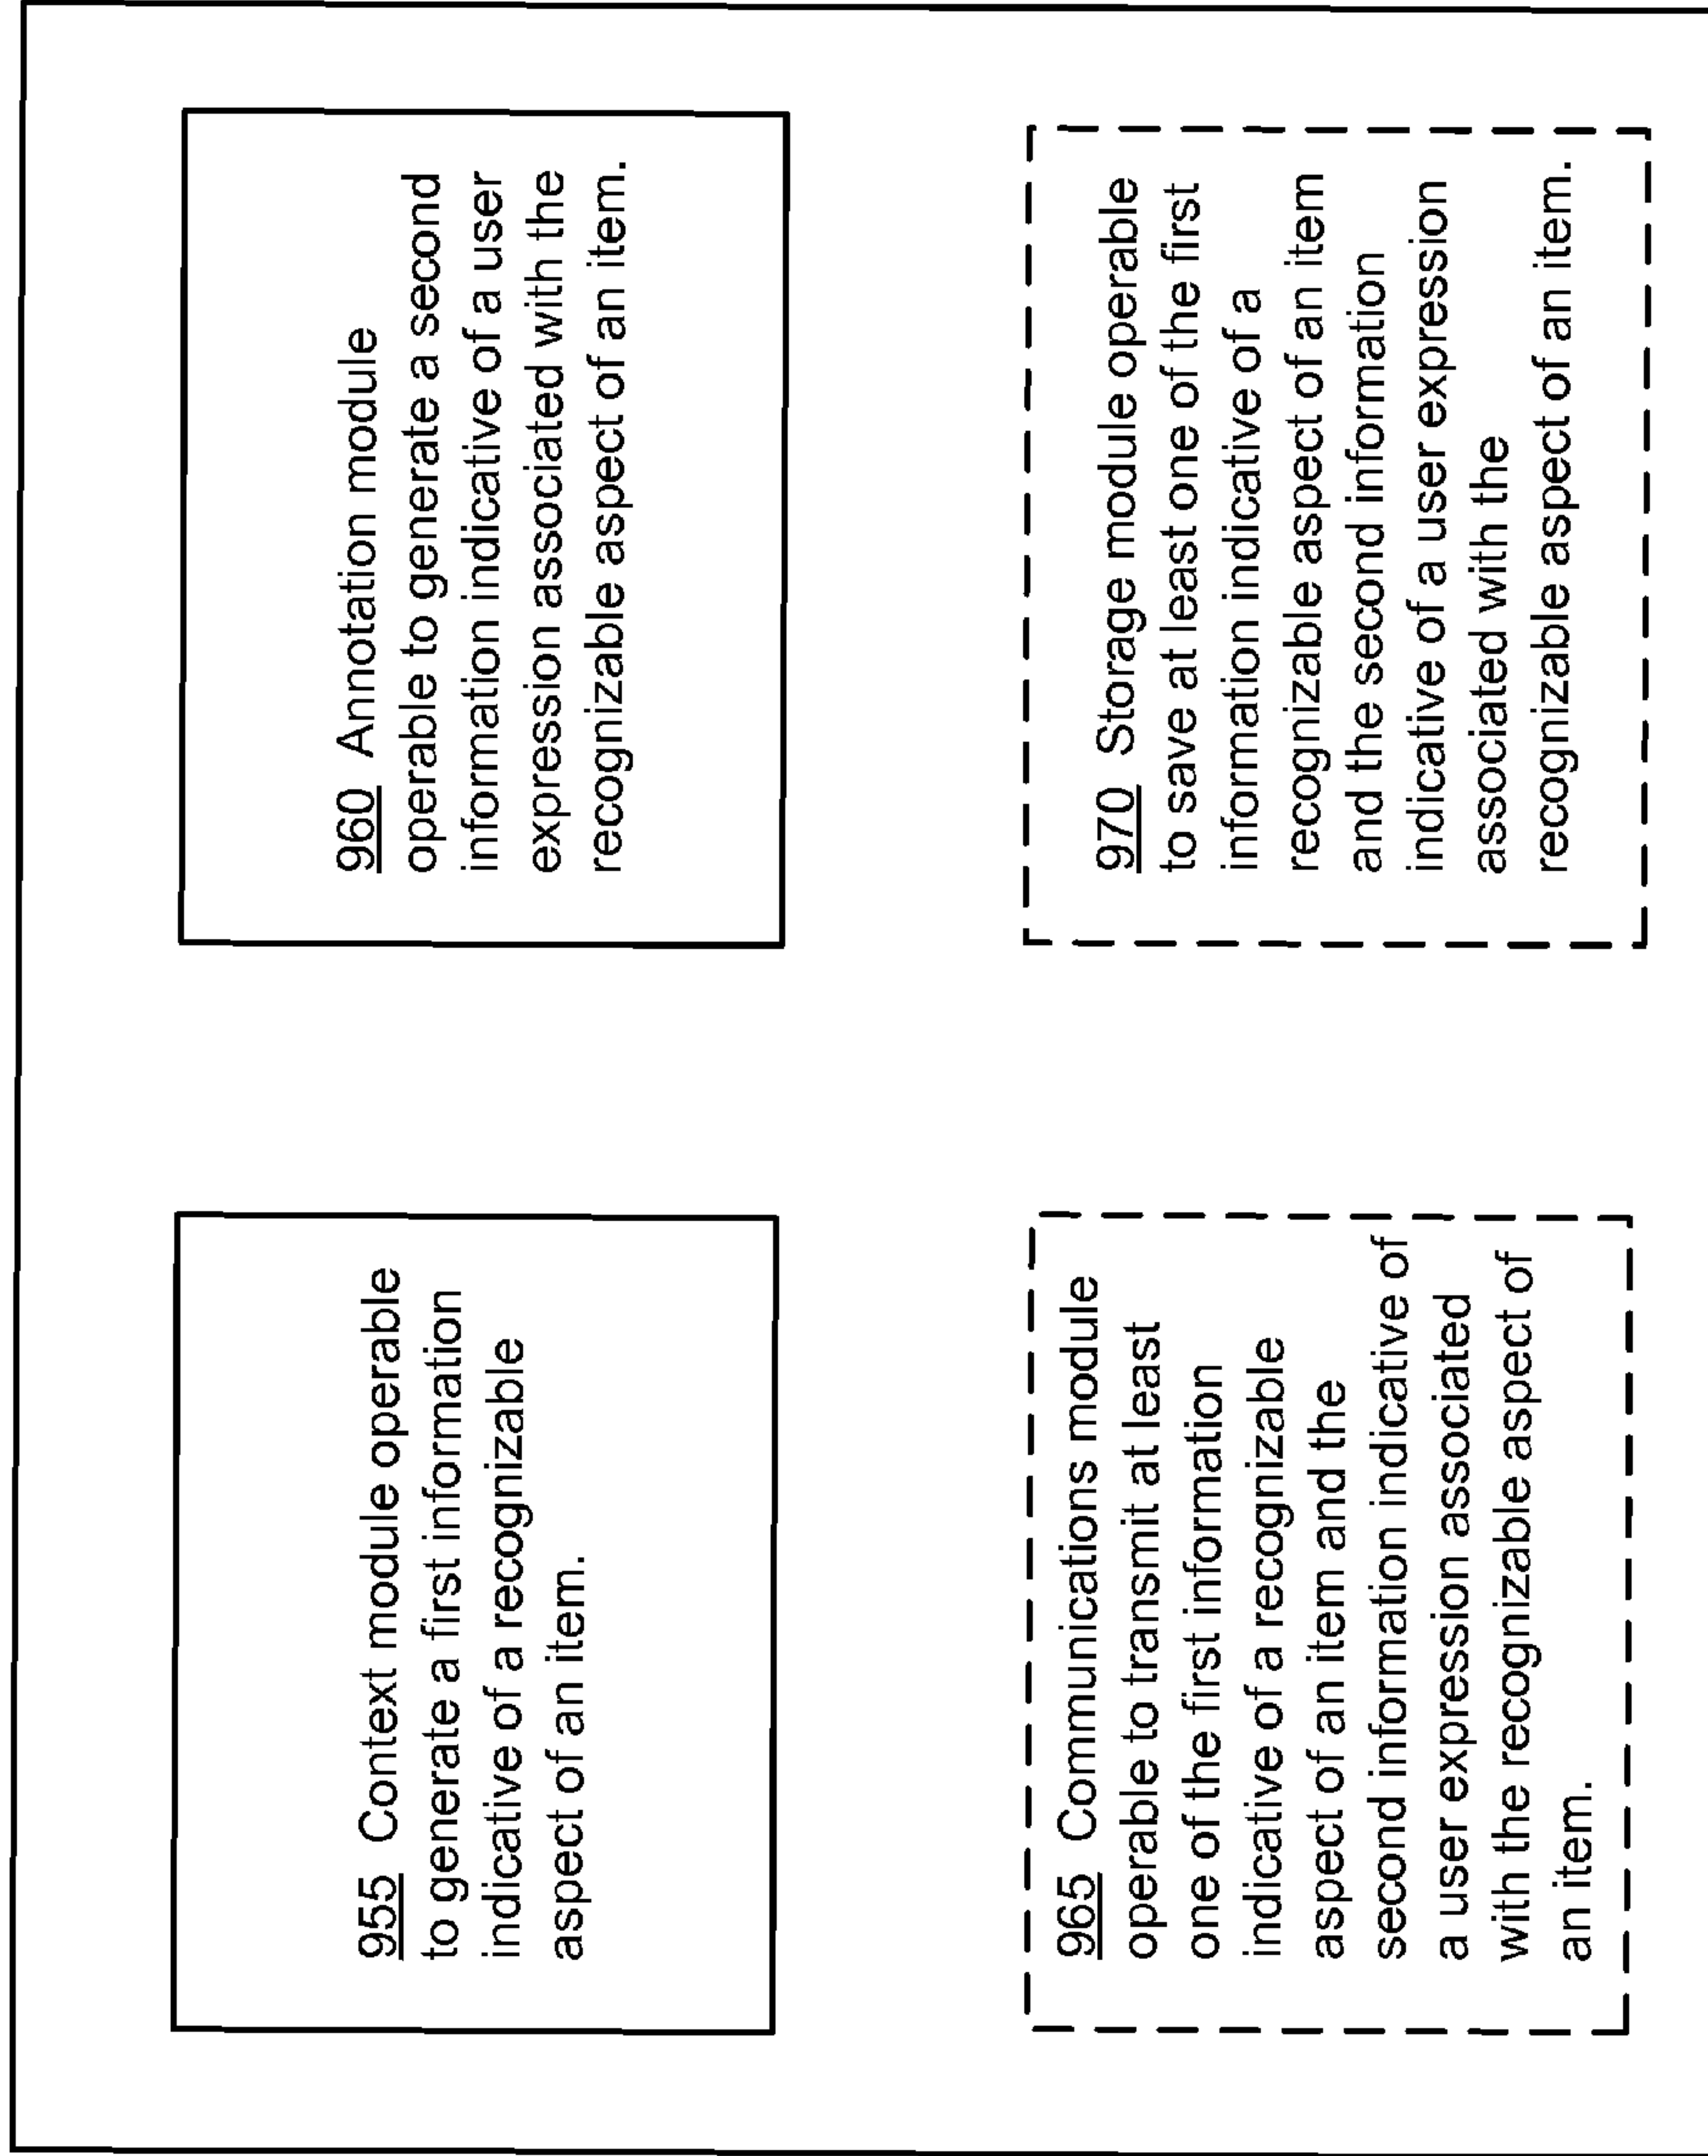 955 Context module operable
to generate a first information
indicative of a recognizable
aspect of an item.
960 Annotation module
operable to generate a second
information indicative of a user
expression associated with the
recognizable aspect of an item.
965 Communications module
operable to transmit at least
one of the first information
indicative of a recognizable
aspect of an item and the
second information indicative of
a user expression associated
with the recognizable aspect of
an item.
970 Storage module operable
to save at least one of the first
information indicative of a
recognizable aspect of an item
and the second information
indicative of a user expression
associated with the
recognizable aspect of an item.